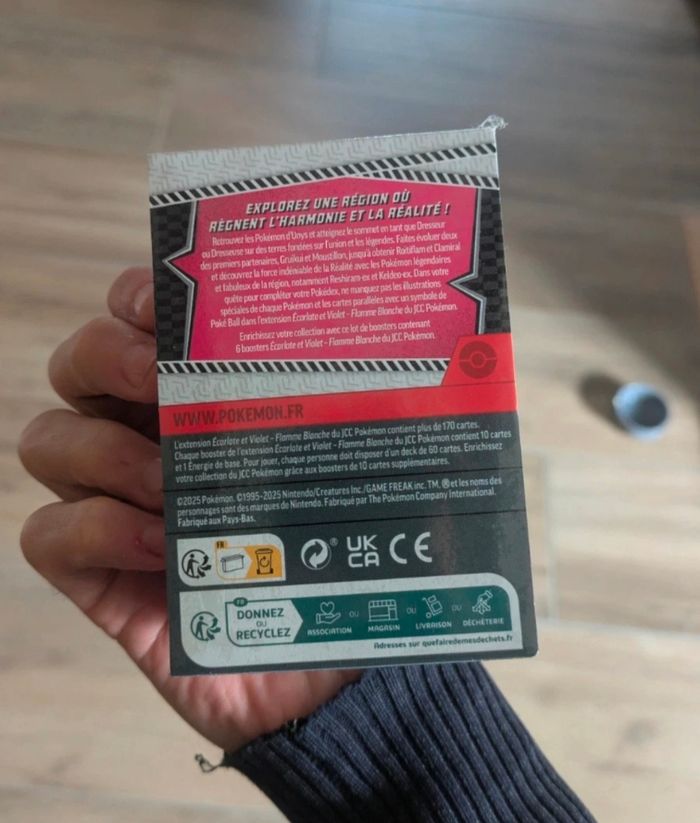 EXPLOREZ UNE RÉGION OÙ
RÈGNENT L'HARMONIE ET LA RÉALITÉ !
Retrouvez les Pokémon d'Unys et atteignez le sommet en tant que Dresseur
ou Dresseuse sur des terres fondées sur l'union et les légendes. Faites évoluer deux
des premiers partenaires, Gruikui et Moustillon, jusqu'à obtenir Roitiflam et Clamiral
et découvrez la force indéniable de la Réalité avec les Pokémon légendaires
et fabuleux de la région, notamment Reshiram-ex et Keldeo-ex. Dans votre
quête pour compléter votre Pokédex, ne manquez pas les illustrations
spéciales de chaque Pokémon et les cartes parallèles avec un symbole de
Poké Ball dans l'extension Écarlate et Violet – Flamme Blanche du JCC Pokémon.
Enrichissez votre collection avec ce lot de boosters contenant
6 boosters Écarlate et Violet – Flamme Blanche du JCC Pokémon.
WWW.POKEMON.FR
L'extension Écarlate et Violet – Flamme Blanche du JCC Pokémon contient plus de 170 cartes.
Chaque booster de l'extension Écarlate et Violet – Flamme Blanche du JCC Pokémon contient 10 cartes
et 1 Énergie de base. Pour jouer, chaque personne doit disposer d'un deck de 60 cartes. Enrichissez
votre collection du JCC Pokémon grâce aux boosters de 10 cartes supplémentaires.
©2025 Pokémon. ©1995-2025 Nintendo/Creatures Inc./GAME FREAK inc. TM, ® et les noms des
personnages sont des marques de Nintendo. Fabriqué par The Pokémon Company International.
Fabriqué aux Pays-Bas.
FR
® UK CA CE
FR
DONNEZ
OU
RECYCLEZ
ASSOCIATION OU MAGASIN OU LIVRAISON OU DÉCHÈTERIE
Adresses sur quefairedemesdechets.fr